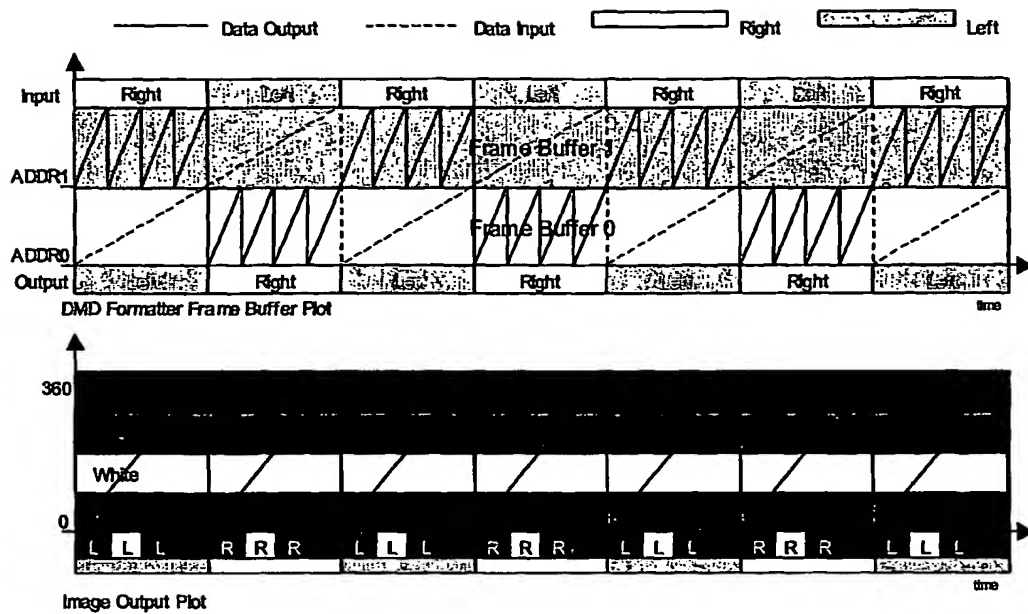 Data Output Data Input Right Left
Input Right Left Right Left Right Left Right
Frame Buffer 1
ADDR1
Frame Buffer 0
ADDR0
Output Left Right Left Right Left Right Left
DMD Formatter Frame Buffer Plot time
360
White
0
L L L R R R L L L R R R L L L R R R L L L
time
Image Output Plot